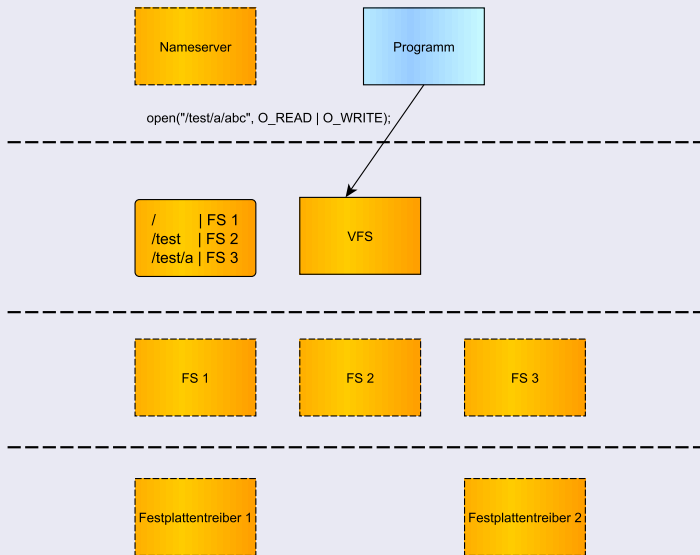 Nameserver
Programm
open("/test/a/abc", O_READ | O_WRITE);
/ | FS 1
/test | FS 2
/test/a | FS 3
VFS
FS 1
FS 2
FS 3
Festplattentreiber 1
Festplattentreiber 2